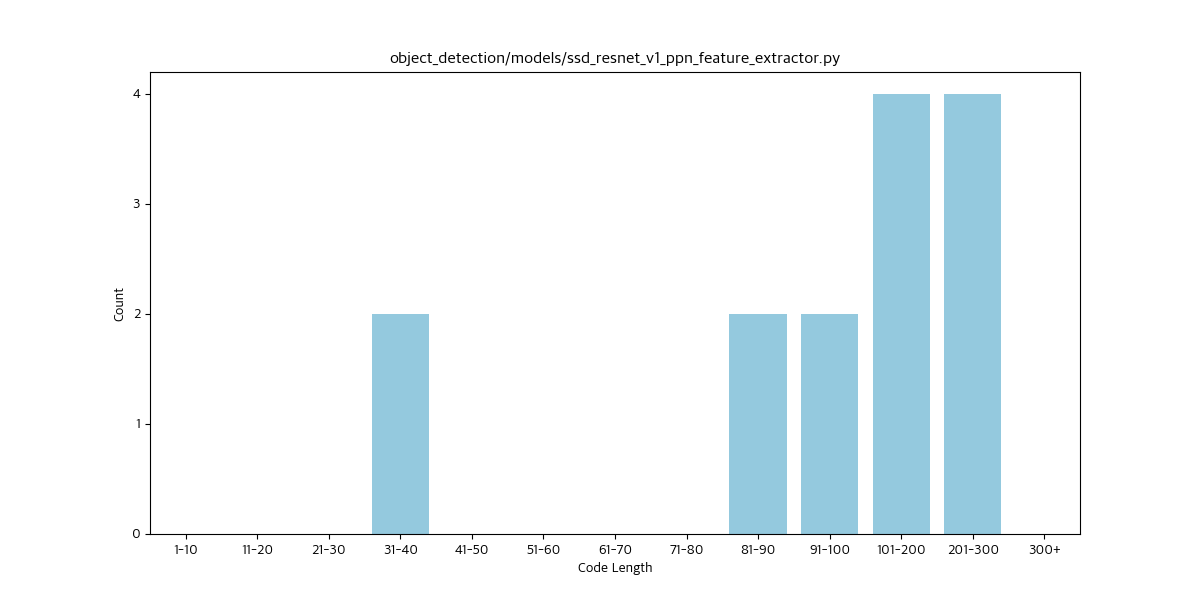 object_detection/models/ssd_resnet_v1_ppn_feature_extractor.py
4
3
2
1
0
Count
1-10 11-20 21-30 31-40 41-50 51-60 61-70 71-80 81-90 91-100 101-200 201-300 300+
Code Length